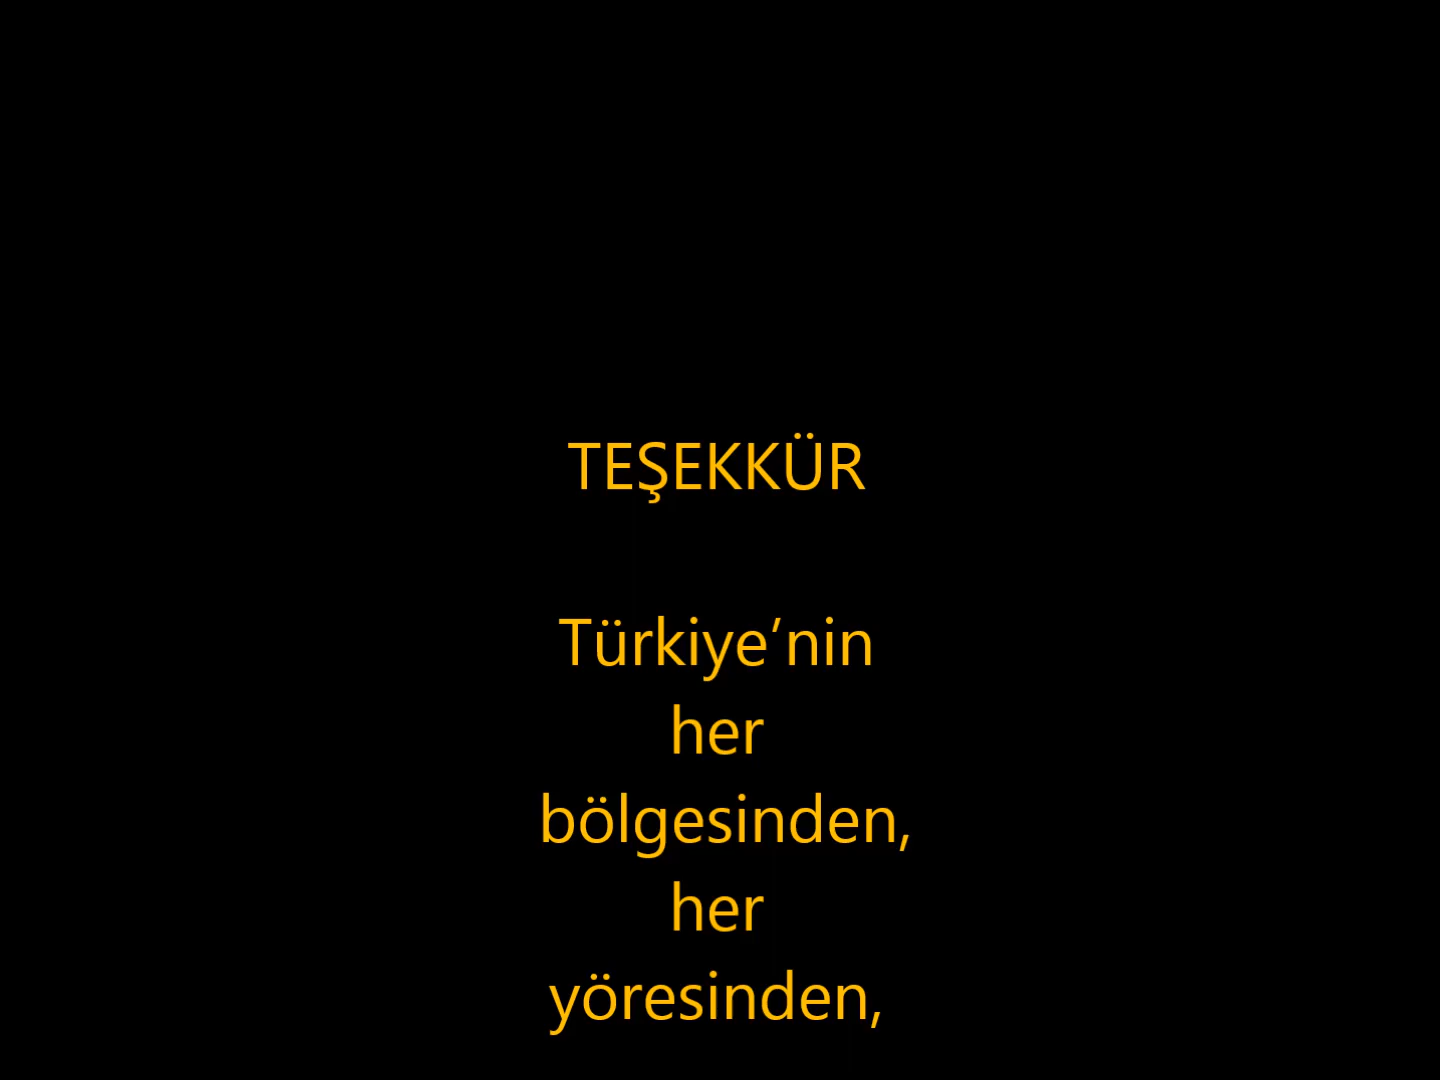 TEŞEKKÜR
Türkiye’nin
her
bölgesinden,
her
yöresinden,